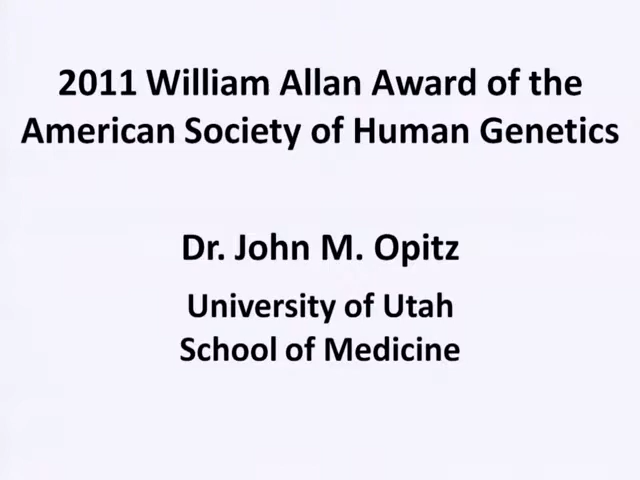 2011 William Allan Award of the
American Society of Human Genetics
Dr. John M. Opitz
University of Utah
School of Medicine